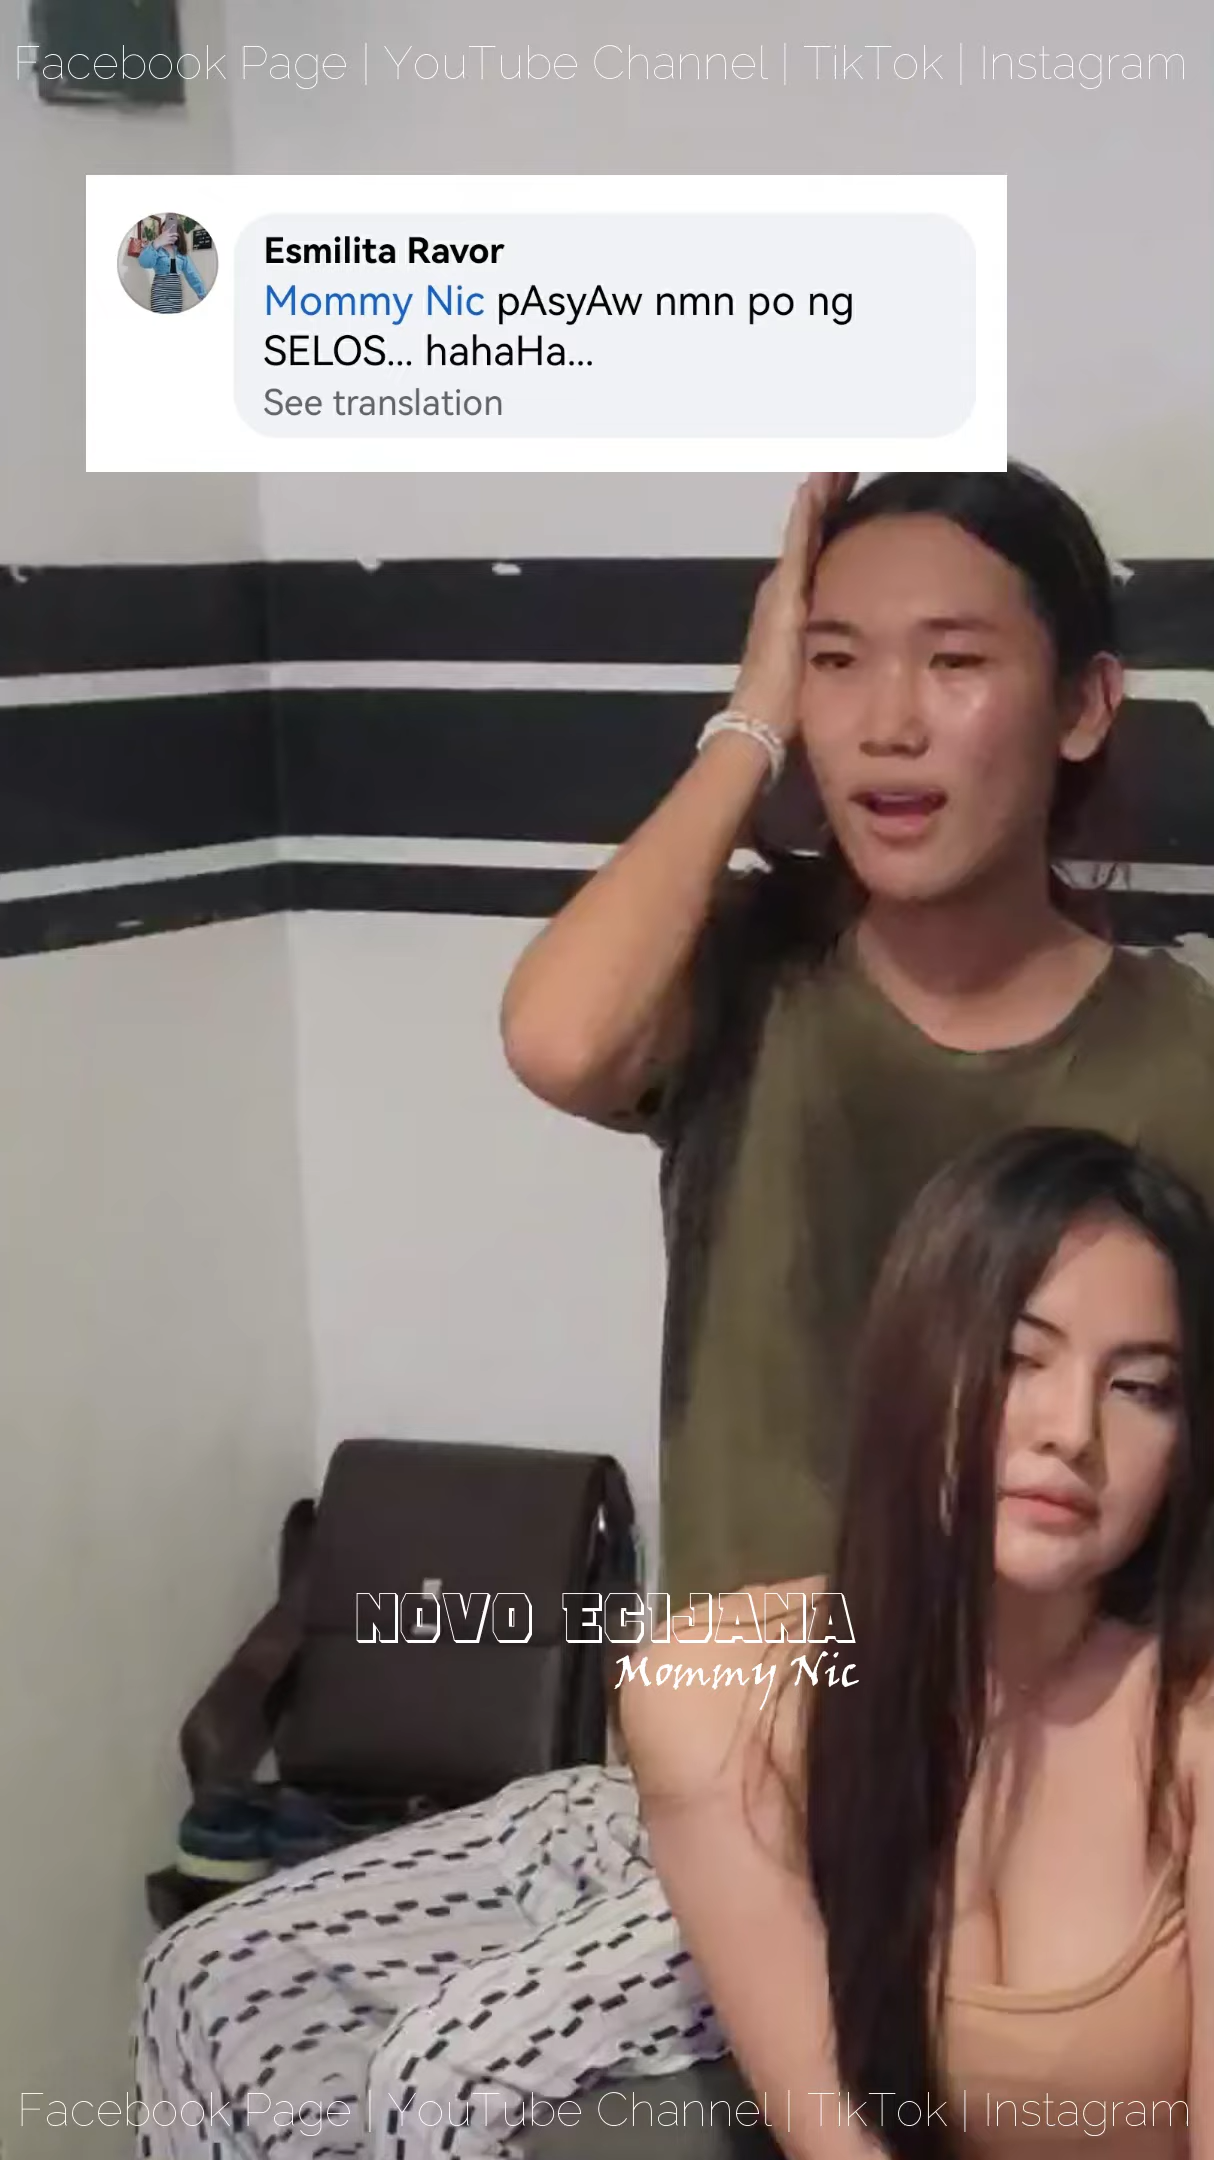 Facebook Page | YouTube Channel | TikTok | Instagram
Esmilita Ravor
Mommy Nic pAsyAw nmn po ng
SELOS... hahaHa...
See translation
NOVO ECIJANA
Mommy Nic
Facebook Page | YouTube Channel | TikTok | Instagram